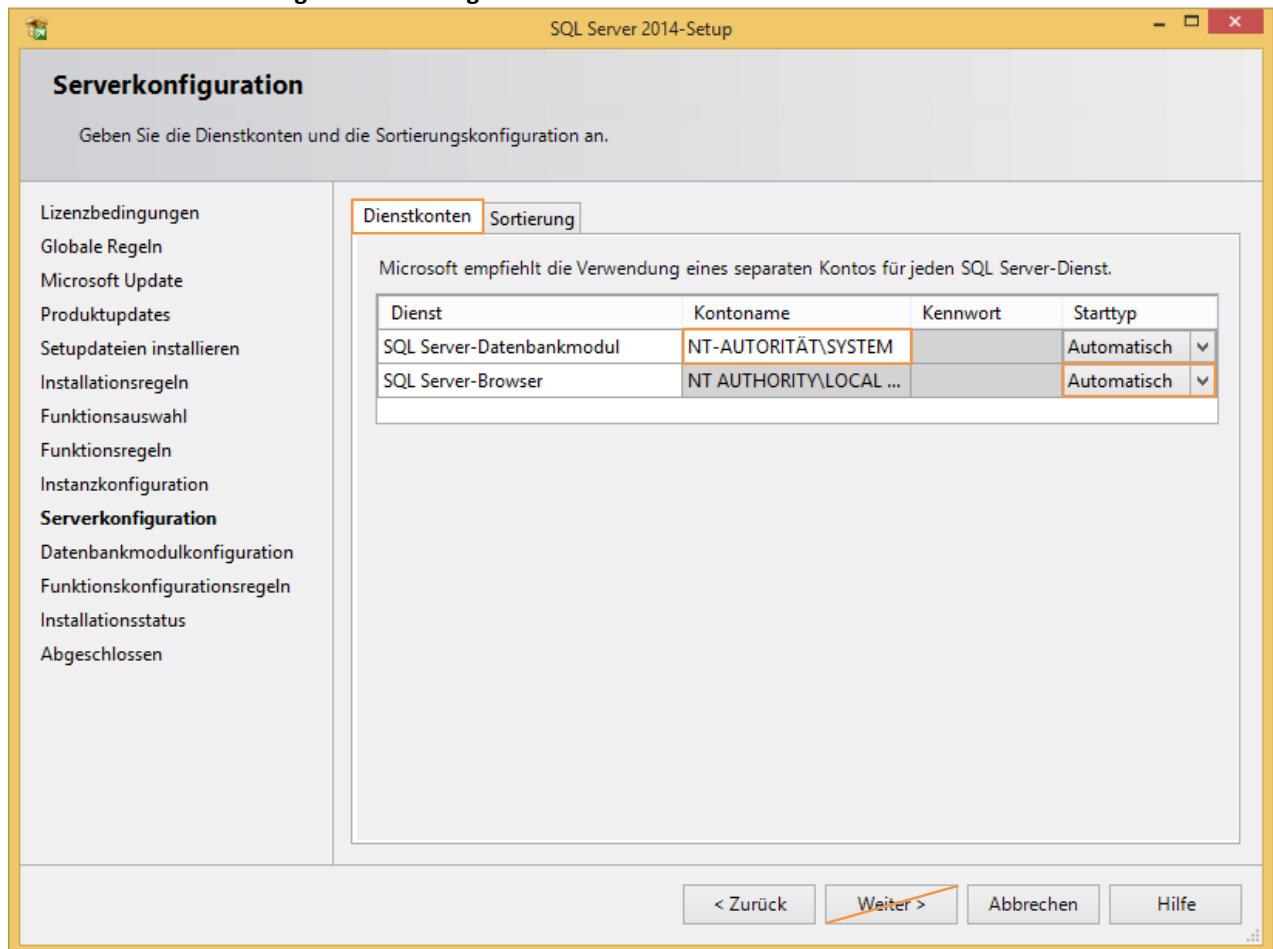 SQL Server 2014-Setup
Serverkonfiguration
Geben Sie die Dienstkonten und die Sortierungskonfiguration an.
Lizenzbedingungen
Globale Regeln
Microsoft Update
Produktupdates
Setupdateien installieren
Installationsregeln
Funktionsauswahl
Funktionsregeln
Instanzkonfiguration
Serverkonfiguration
Datenbankmodulkonfiguration
Funktionskonfigurationsregeln
Installationsstatus
Abgeschlossen
Dienstkonten Sortierung
Microsoft empfiehlt die Verwendung eines separaten Kontos für jeden SQL Server-Dienst.
Dienst Kontoname Kennwort Starttyp
SQL Server-Datenbankmodul NT-AUTORITÄT\SYSTEM Automatisch
SQL Server-Browser NT AUTHORITY\LOCAL ... Automatisch
< Zurück Weiter > Abbrechen Hilfe